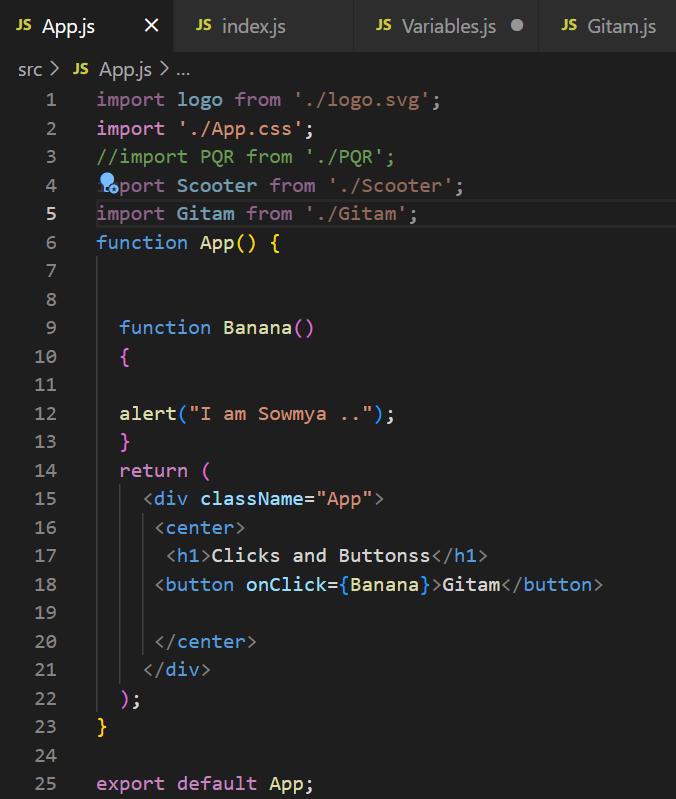 JS App.js × JS index.js JS Variables.js ● JS Gitam.js
src > JS App.js > ...
1 import logo from './logo.svg';
2 import './App.css';
3 //import PQR from './PQR';
4 import Scooter from './Scooter';
5 import Gitam from './Gitam';
6 function App() {
7
8
9 function Banana()
10 {
11
12 alert("I am Sowmya ..");
13 }
14 return (
15 <div className="App">
16 <center>
17 <h1>Clicks and Buttonss</h1>
18 <button onClick={Banana}>Gitam</button>
19
20 </center>
21 </div>
22 );
23 }
24
25 export default App;